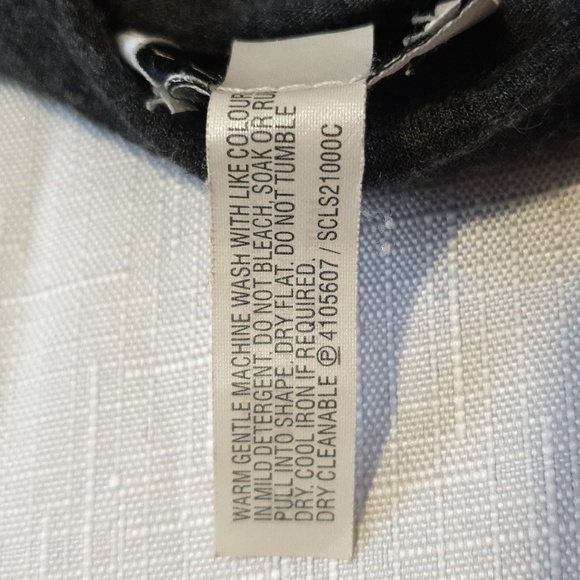 WARM GENTLE MACHINE WASH WITH LIKE COLOUR
IN MILD DETERGENT. DO NOT BLEACH, SOAK OR RU
PULL INTO SHAPE. DRY FLAT. DO NOT TUMBLE
DRY. COOL IRON IF REQUIRED.
DRY CLEANABLE Ⓟ 4105607 / SCLS21000C